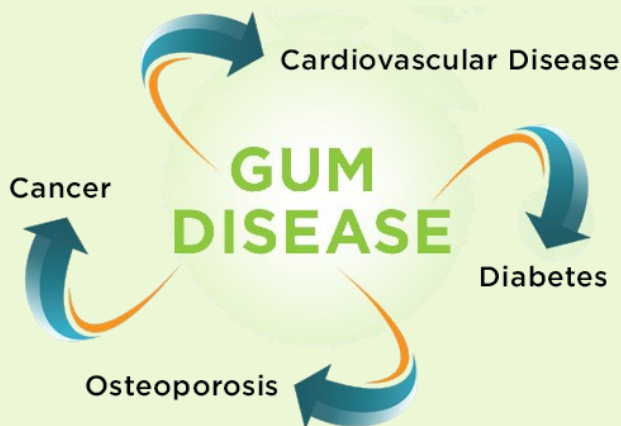 Cardiovascular Disease
GUM
DISEASE
Cancer
Diabetes
Osteoporosis